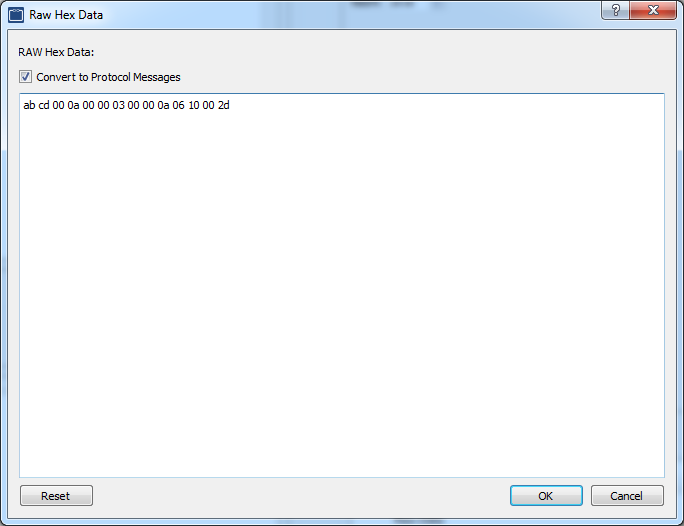 Raw Hex Data
RAW Hex Data:
Convert to Protocol Messages
ab cd 00 0a 00 00 03 00 00 0a 06 10 00 2d
Reset
OK
Cancel